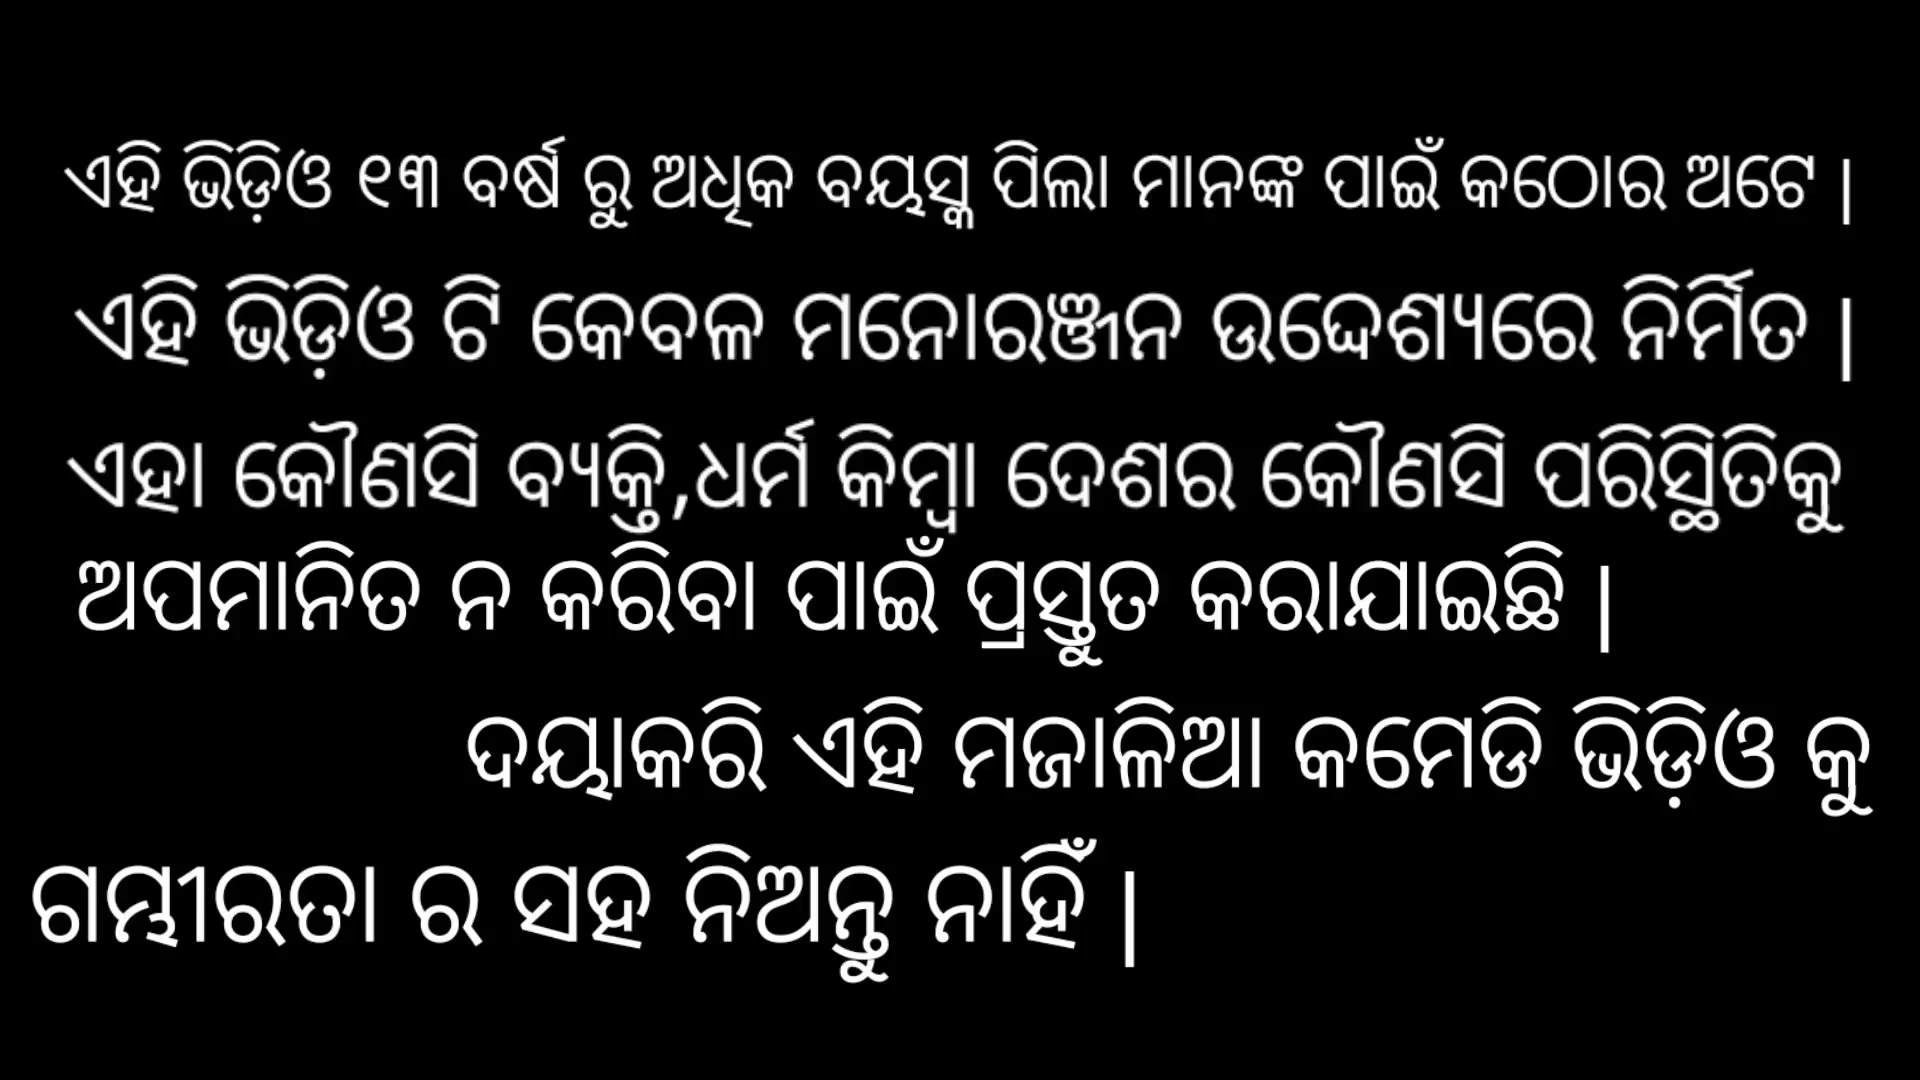 ଏହି ଭିଡ଼ିଓ ୧୩ ବର୍ଷ ରୁ ଅଧିକ ବୟସ୍କ ପିଲା ମାନଙ୍କ ପାଇଁ କଠୋର ଅଟେ |
ଏହି ଭିଡ଼ିଓ ଟି କେବଳ ମନୋରଞ୍ଜନ ଉଦ୍ଦେଶ୍ୟରେ ନିର୍ମିତ |
ଏହା କୌଣସି ବ୍ୟକ୍ତି,ଧର୍ମ କିମ୍ବା ଦେଶର କୌଣସି ପରିସ୍ଥିତିକୁ
ଅପମାନିତ ନ କରିବା ପାଇଁ ପ୍ରସ୍ତୁତ କରାଯାଇଛି |
ଦୟାକରି ଏହି ମଜାଳିଆ କମେଡି ଭିଡ଼ିଓ କୁ
ଗମ୍ଭୀରତା ର ସହ ନିଅନ୍ତୁ ନାହିଁ |